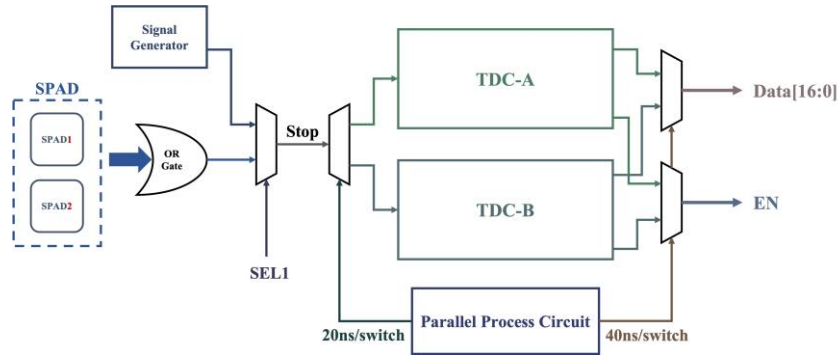 Signal
Generator
SPAD
SPAD1
SPAD2
OR
Gate
Stop
SEL1
TDC-A
TDC-B
Data[16:0]
EN
20ns/switch
Parallel Process Circuit
40ns/switch